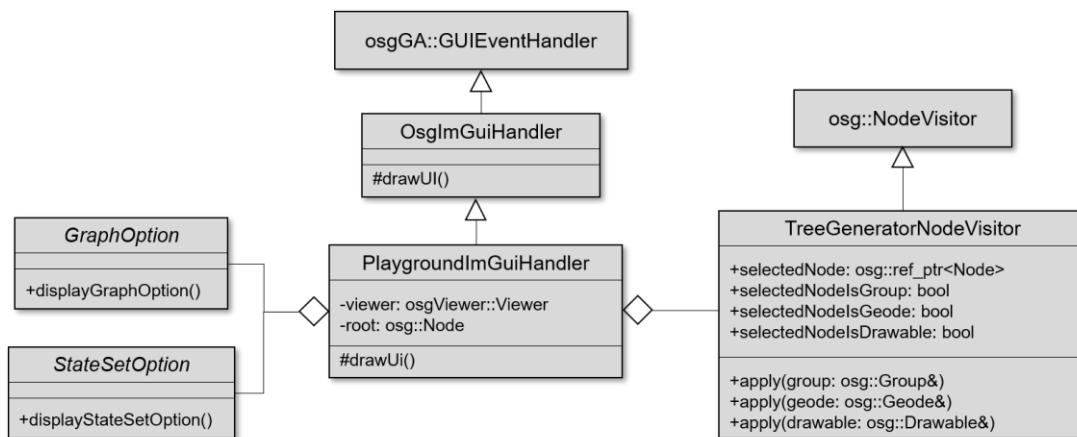 osgGA::GUIEventHandler
OsgImGuiHandler
#drawUI()
osg::NodeVisitor
GraphOption
+displayGraphOption()
StateSetOption
+displayStateSetOption()
PlaygroundImGuiHandler
-viewer: osgViewer::Viewer
-root: osg::Node
#drawUi()
TreeGeneratorNodeVisitor
+selectedNode: osg::ref_ptr<Node>
+selectedNodeIsGroup: bool
+selectedNodeIsGeode: bool
+selectedNodeIsDrawable: bool
+apply(group: osg::Group&)
+apply(geode: osg::Geode&)
+apply(drawable: osg::Drawable&)